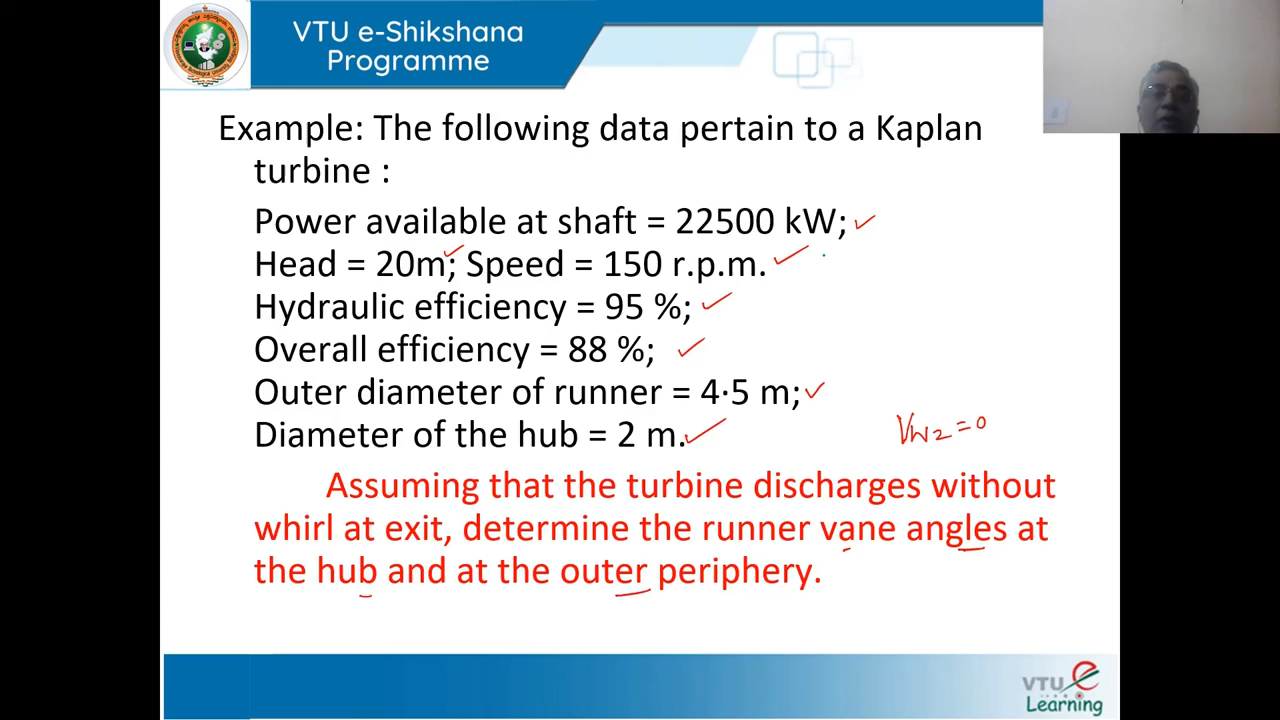 VTU e-Shikshana
Programme
Example: The following data pertain to a Kaplan
turbine :
Power available at shaft = 22500 kW;
Head = 20m; Speed = 150 r.p.m.
Hydraulic efficiency = 95 %;
Overall efficiency = 88 %;
Outer diameter of runner = 4·5 m;
Diameter of the hub = 2 m.
Vw2 = 0
Assuming that the turbine discharges without
whirl at exit, determine the runner vane angles at
the hub and at the outer periphery.
VTU e
Learning